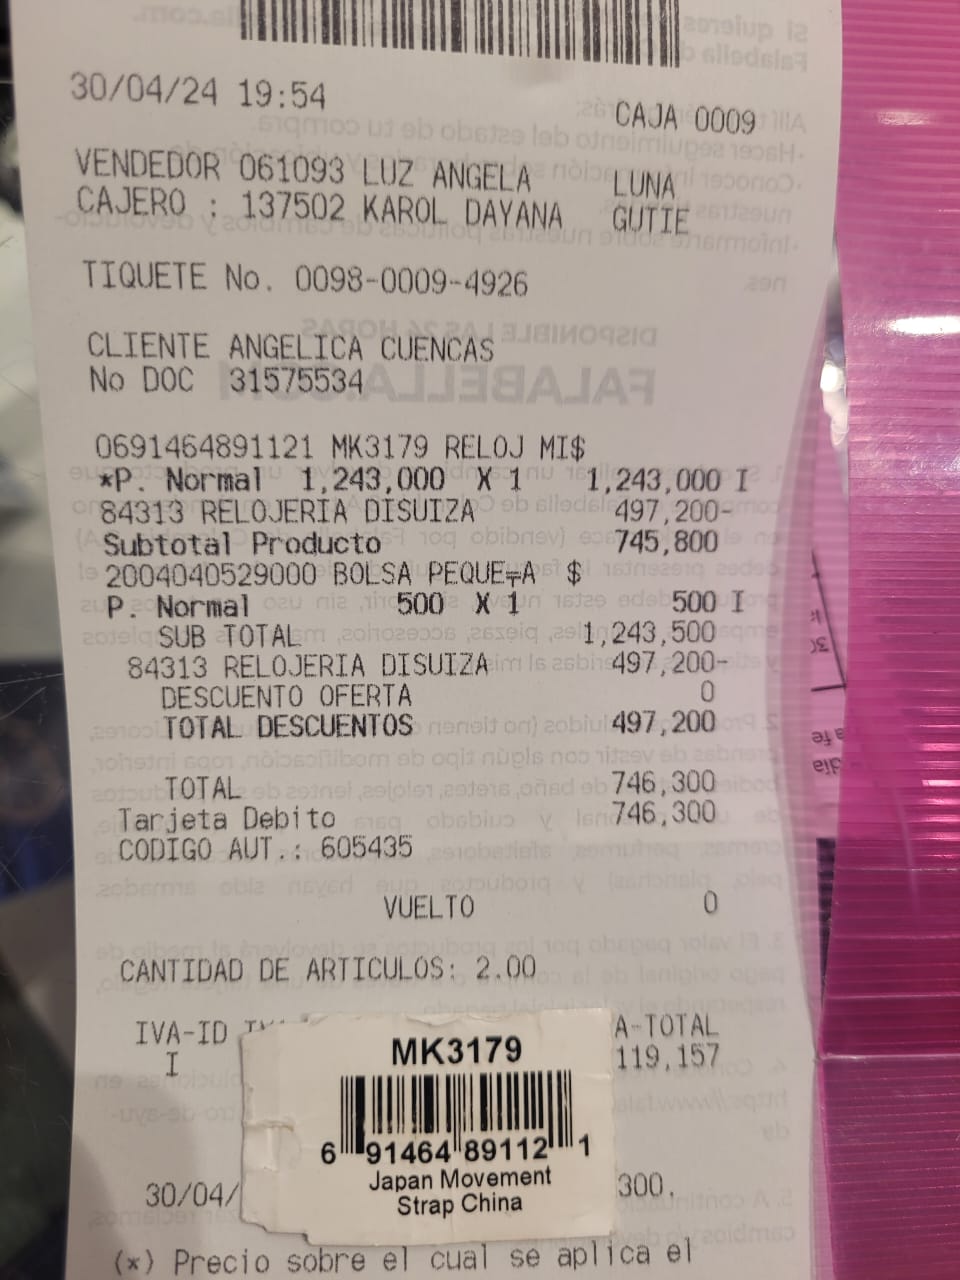 30/04/24 19:54
CAJA 0009
VENDEDOR 061093 LUZ ANGELA LUNA
CAJERO : 137502 KAROL DAYANA GUTIE
TIQUETE No. 0098-0009-4926
CLIENTE ANGELICA CUENCAS
No DOC 31575534
0691464891121 MK3179 RELOJ MI$
*P. Normal 1,243,000 X 1 1,243,000 I
84313 RELOJERIA DISUIZA 497,200-
Subtotal Producto 745,800
2004040529000 BOLSA PEQUE╤A $
P. Normal 500 X 1 500 I
SUB TOTAL 1,243,500
84313 RELOJERIA DISUIZA 497,200-
DESCUENTO OFERTA 0
TOTAL DESCUENTOS 497,200
TOTAL 746,300
Tarjeta Debito 746,300
CODIGO AUT.: 605435
VUELTO 0
CANTIDAD DE ARTICULOS: 2.00
IVA-ID A-TOTAL
I 119,157
MK3179
6 91464 89112 1
Japan Movement
Strap China
30/04/ 300.
(*) Precio sobre el cual se aplica el